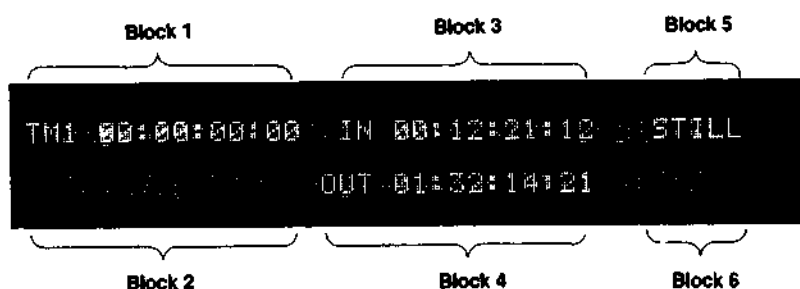 Block 1 Block 3 Block 5
TM1 00:00:00:00 IN 00:12:21:12 STILL
OUT 01:32:14:21
Block 2 Block 4 Block 6